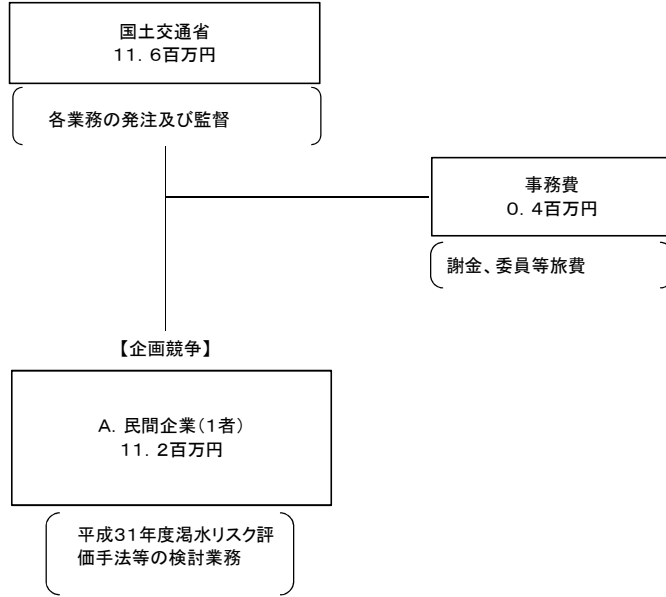 国土交通省
11．6百万円
各業務の発注及び監督
事務費
0．4百万円
謝金、委員等旅費
【企画競争】
A．民間企業(1者)
11．2百万円
平成31年度渇水リスク評
価手法等の検討業務